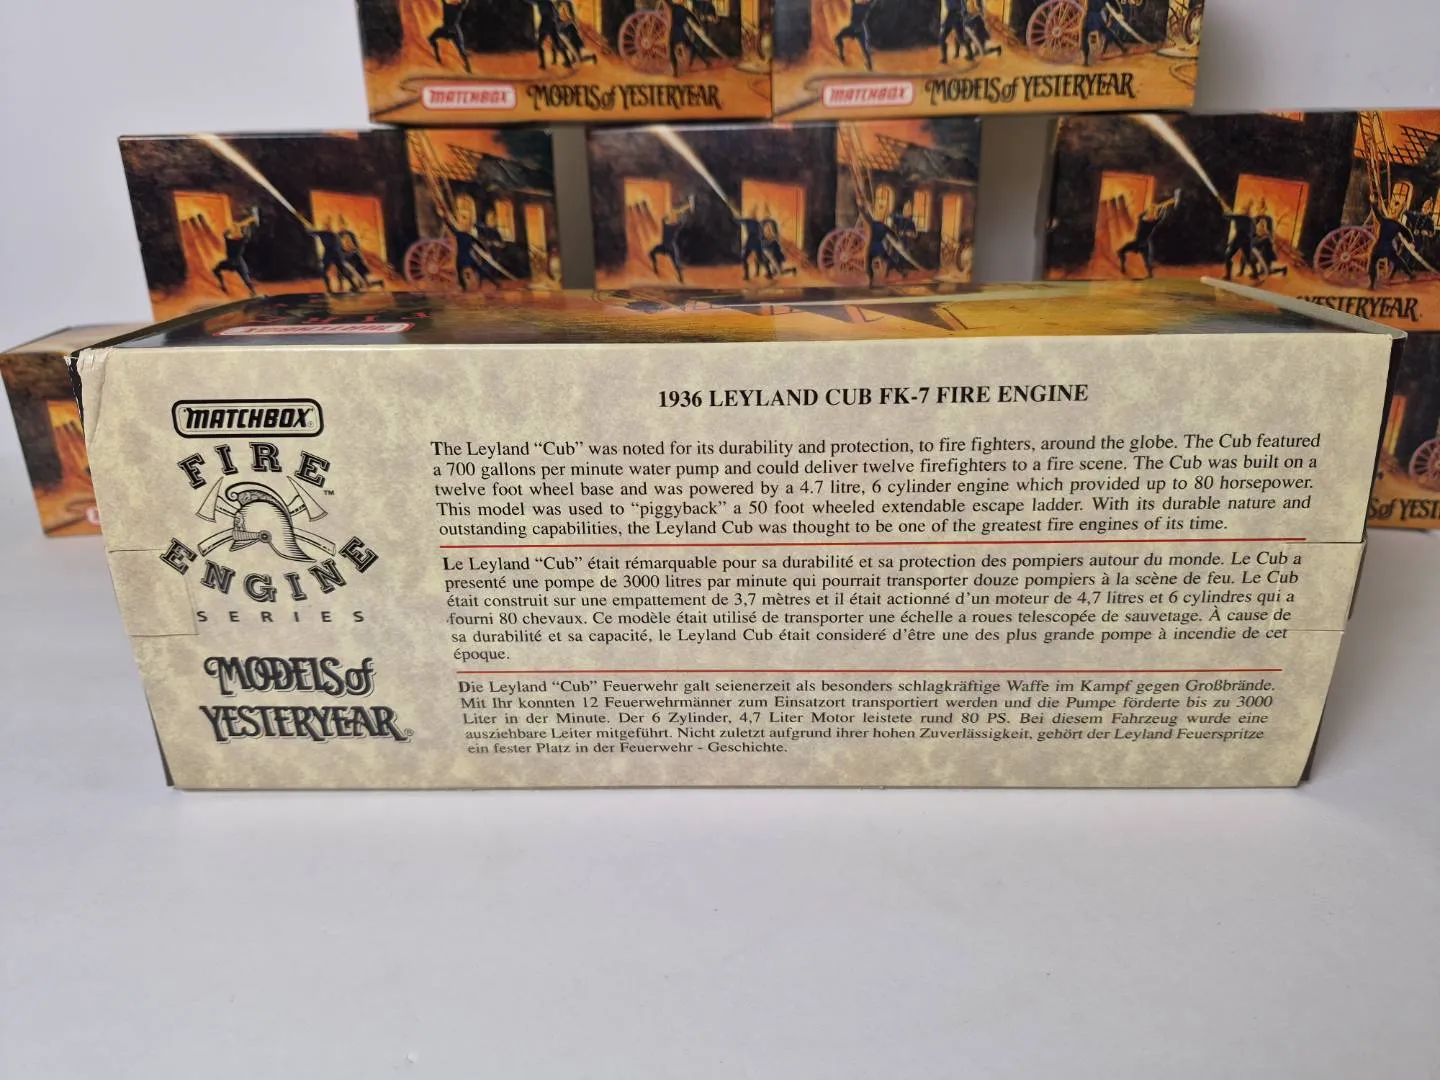 MATCHBOX MODELS of YESTERYEAR
MATCHBOX MODELS of YESTERYEAR
YESTERYEAR
MATCHBOX
FIRE
ENGINE
SERIES
MODELS of
YESTERYEAR
1936 LEYLAND CUB FK-7 FIRE ENGINE
The Leyland “Cub” was noted for its durability and protection, to fire fighters, around the globe. The Cub featured
a 700 gallons per minute water pump and could deliver twelve firefighters to a fire scene. The Cub was built on a
twelve foot wheel base and was powered by a 4.7 litre, 6 cylinder engine which provided up to 80 horsepower.
This model was used to “piggyback” a 50 foot wheeled extendable escape ladder. With its durable nature and
outstanding capabilities, the Leyland Cub was thought to be one of the greatest fire engines of its time.
Le Leyland “Cub” était rémarquable pour sa durabilité et sa protection des pompiers autour du monde. Le Cub a
presenté une pompe de 3000 litres par minute qui pourrait transporter douze pompiers à la scène de feu. Le Cub
était construit sur une empattement de 3,7 mètres et il était actionné d’un moteur de 4,7 litres et 6 cylindres qui a
fourni 80 chevaux. Ce modèle était utilisé de transporter une échelle a roues telescopée de sauvetage. À cause de
sa durabilité et sa capacité, le Leyland Cub était consideré d’être une des plus grande pompe à incendie de cet
époque.
Die Leyland “Cub” Feuerwehr galt seienerzeit als besonders schlagkräftige Waffe im Kampf gegen Großbrände.
Mit Ihr konnten 12 Feuerwehrmänner zum Einsatzort transportiert werden und die Pumpe förderte bis zu 3000
Liter in der Minute. Der 6 Zylinder, 4,7 Liter Motor leistete rund 80 PS. Bei diesem Fahrzeug wurde eine
ausziehbare Leiter mitgeführt. Nicht zuletzt aufgrund ihrer hohen Zuverlässigkeit, gehört der Leyland Feuerspritze
ein fester Platz in der Feuerwehr - Geschichte.